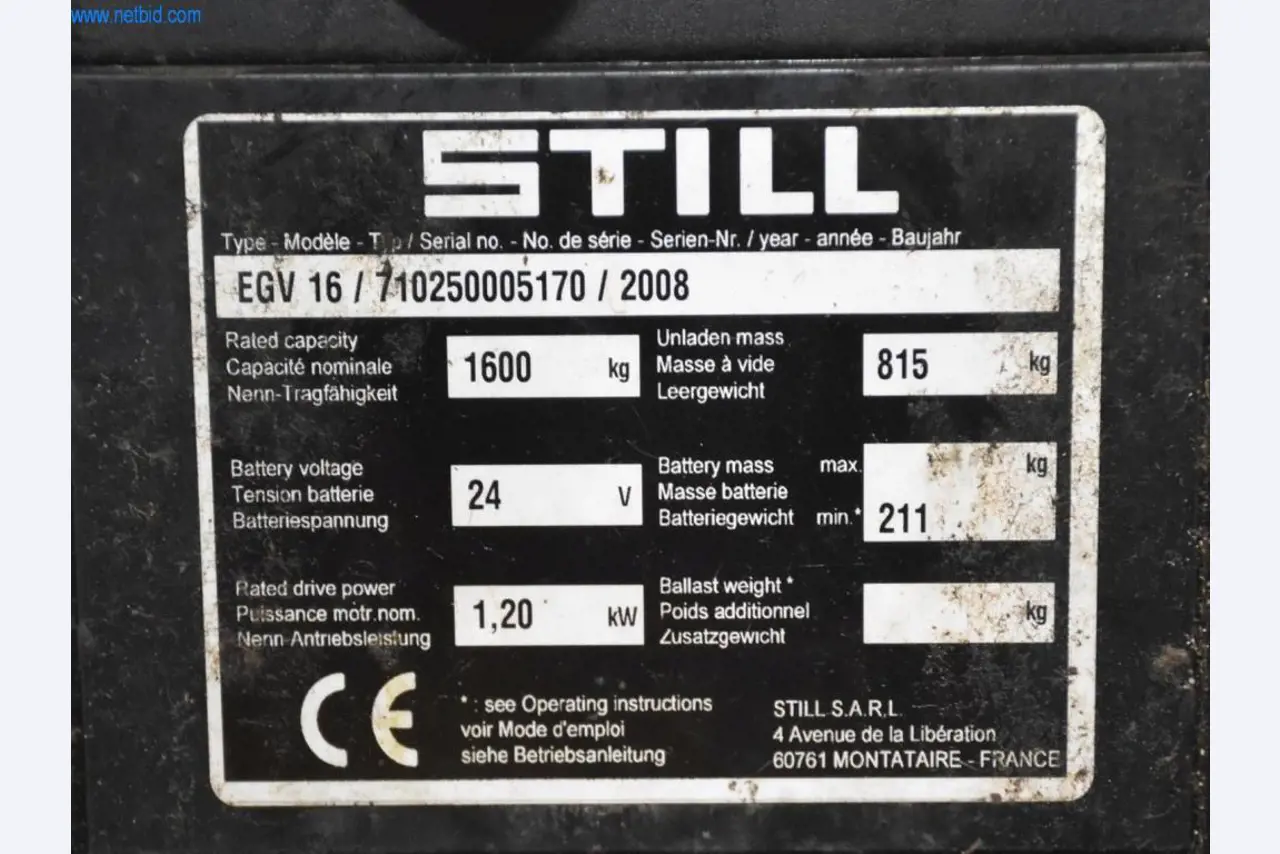 www.netbid.com
STILL
Type - Modèle - Typ / Serial no. - No. de série - Serien-Nr. / year - année - Baujahr
EGV 16 / 710250005170 / 2008
Rated capacity
Capacité nominale
Nenn-Tragfähigkeit
1600 kg
Unladen mass
Masse à vide
Leergewicht
815 kg
Battery voltage
Tension batterie
Batteriespannung
24 V
Battery mass max. kg
Masse batterie
Batteriegewicht min.* 211
Rated drive power
Puissance motr.nom.
Nenn-Antriebsleistung
1,20 kW
Ballast weight *
Poids additionnel
Zusatzgewicht
kg
CE
* : see Operating instructions
voir Mode d'emploi
siehe Betriebsanleitung
STILL S.A.R.L.
4 Avenue de la Libération
60761 MONTATAIRE - FRANCE